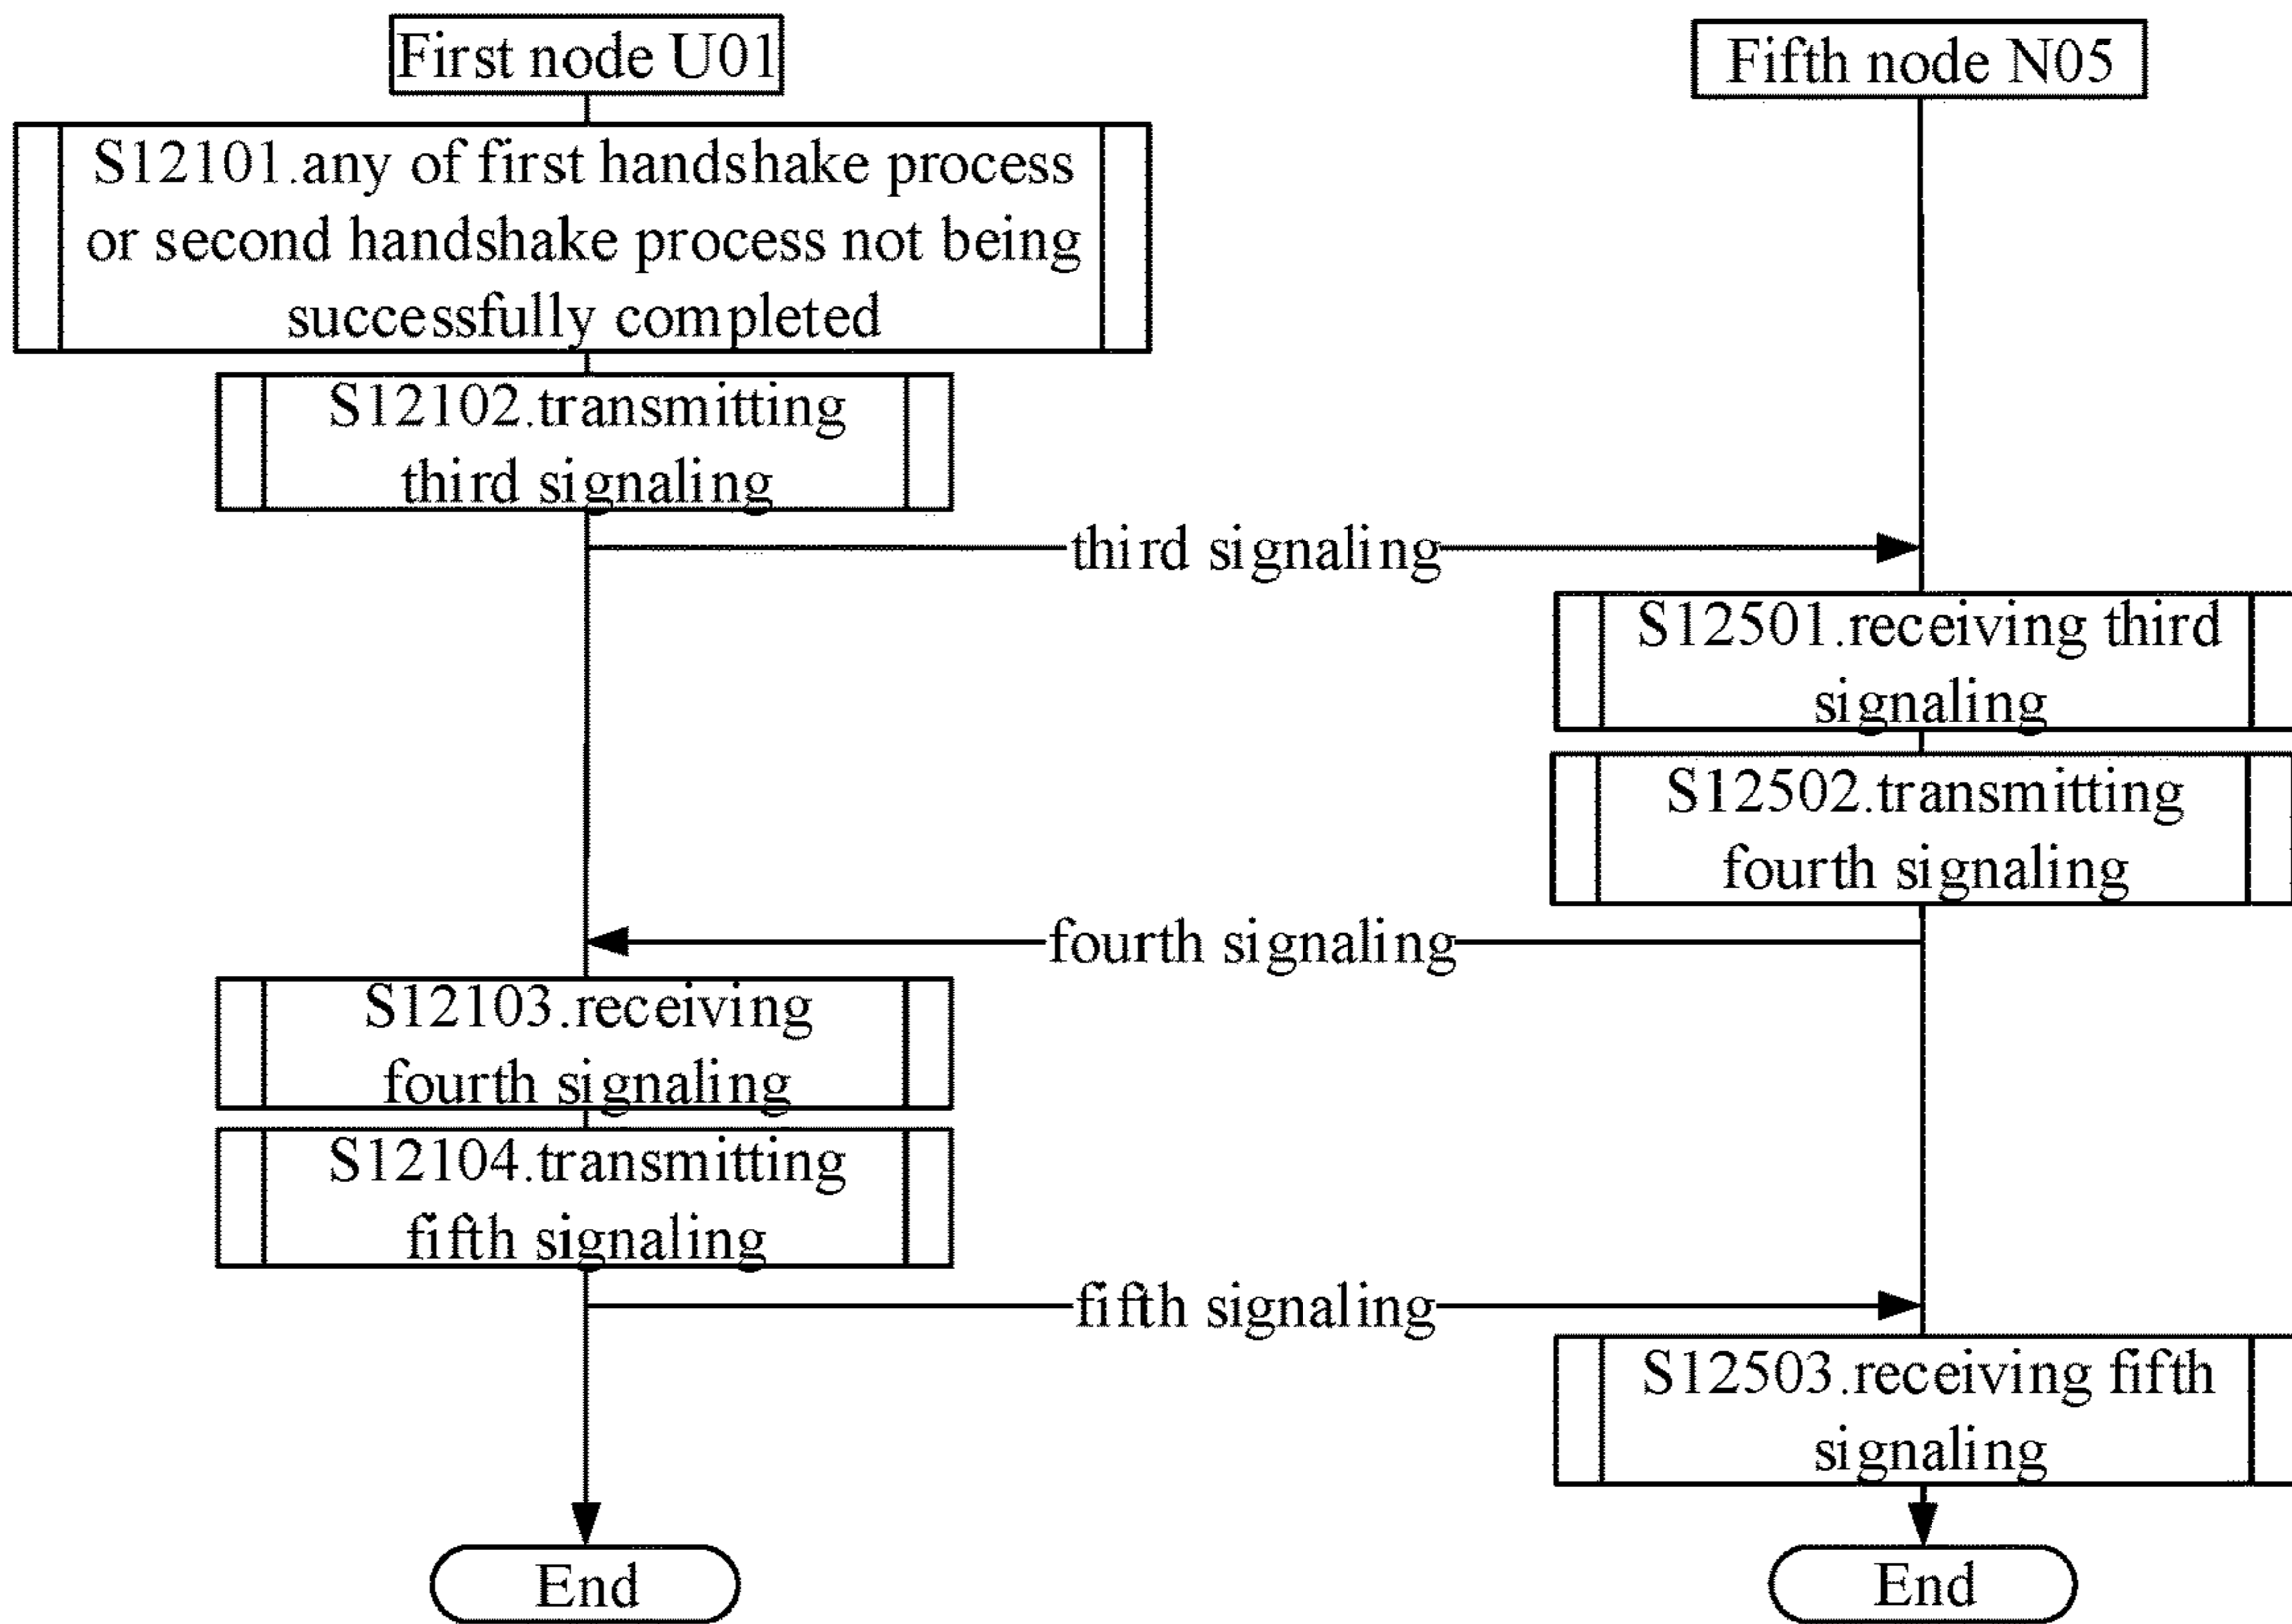 First node U01
Fifth node N05
S12101.any of first handshake process
or second handshake process not being
successfully completed
S12102.transmitting
third signaling
third signaling
S12501.receiving third
signaling
S12502.transmitting
fourth signaling
fourth signaling
S12103.receiving
fourth signaling
S12104.transmitting
fifth signaling
fifth signaling
S12503.receiving fifth
signaling
End
End